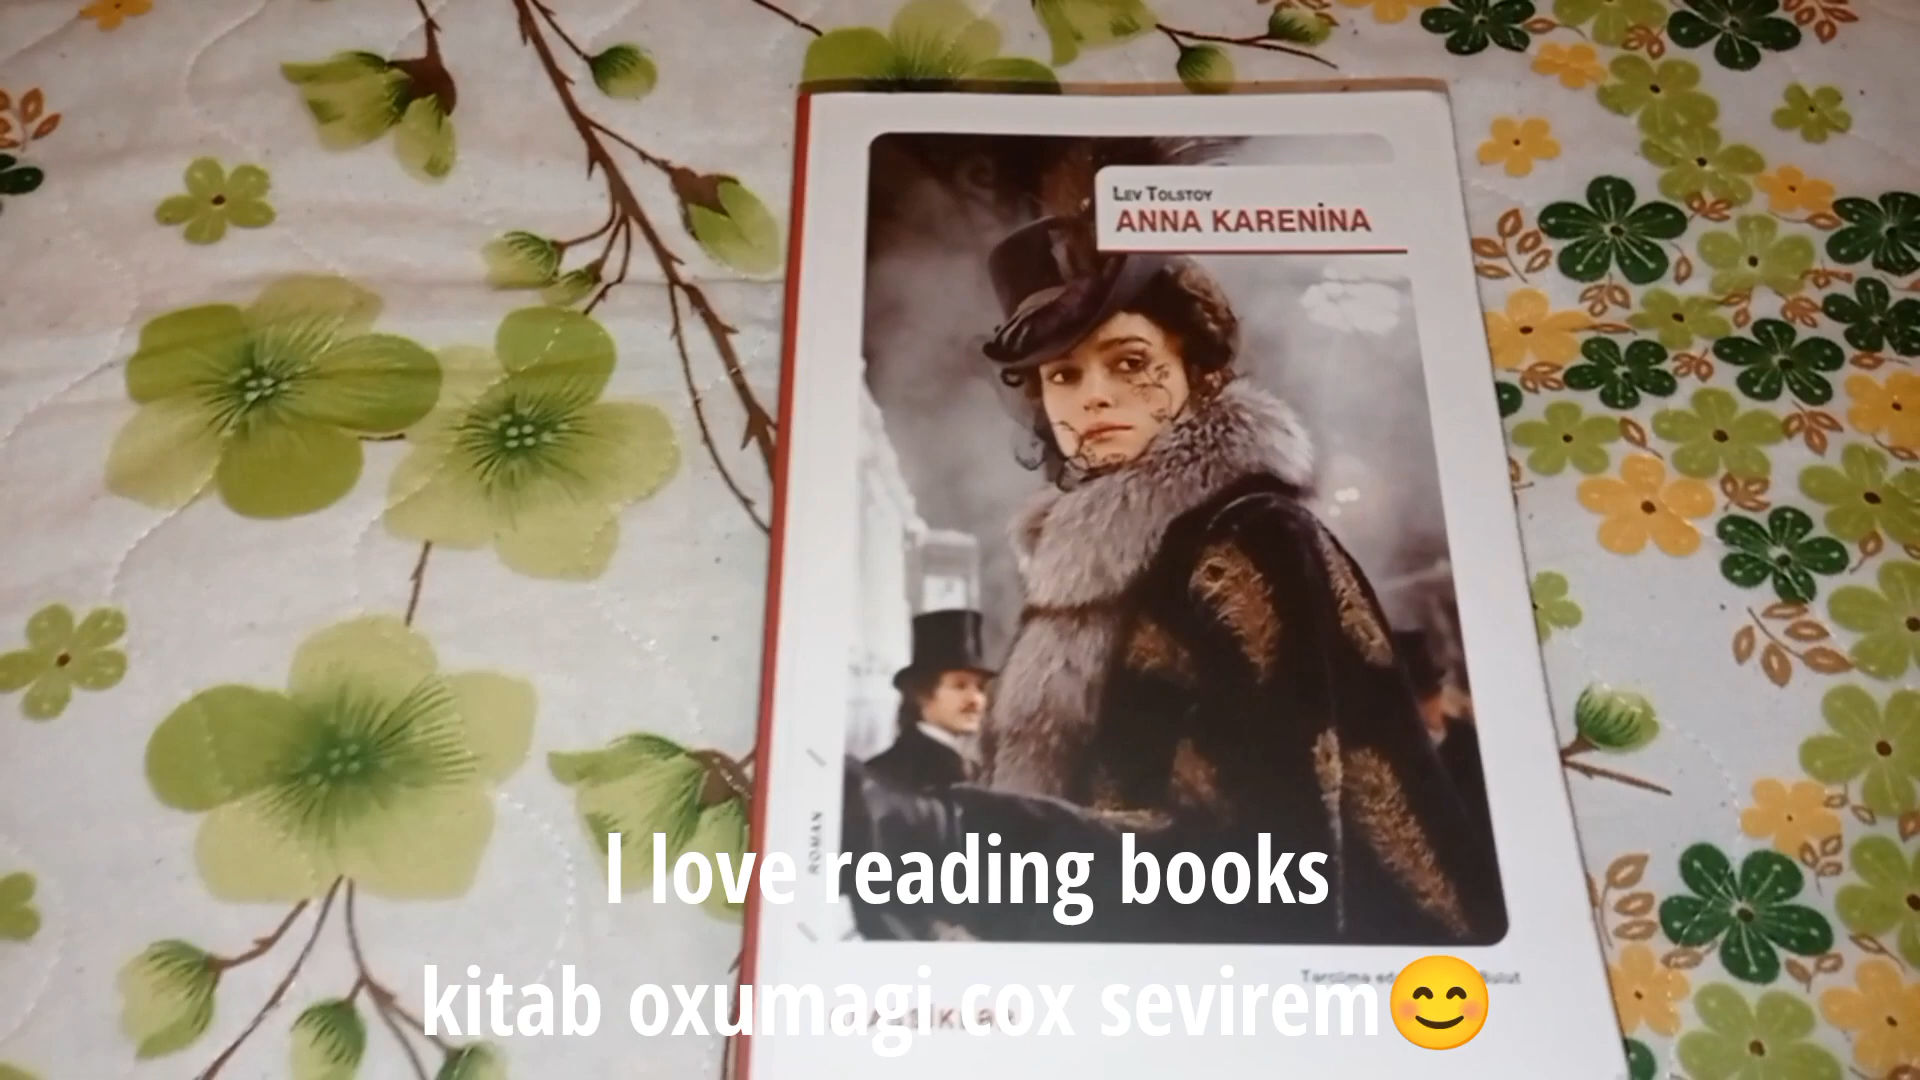 LEV TOLSTOY
ANNA KARENİNA
ROMAN
I love reading books
kitab oxumagi cox sevirem😊